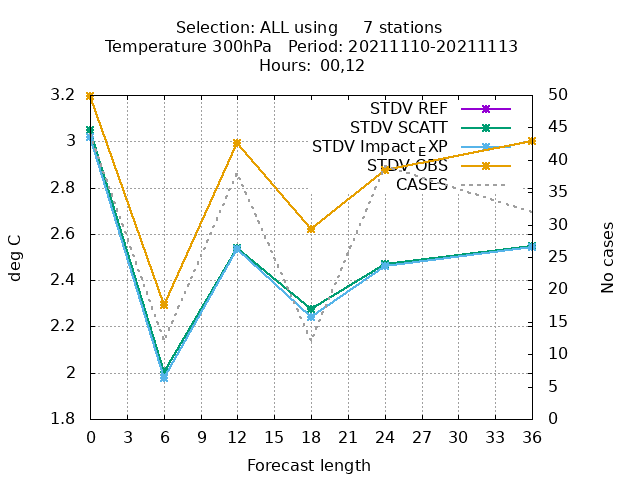 Selection: ALL using     7 stations
Temperature 300hPa   Period: 20211110-20211113
Hours: 00,12
3.2
3
2.8
2.6
2.4
2.2
2
1.8
deg C
50
45
40
35
30
25
20
15
10
5
0
No cases
STDV REF
STDV SCATT
STDV Impact_EXP
STDV OBS
CASES
0 3 6 9 12 15 18 21 24 27 30 33 36
Forecast length